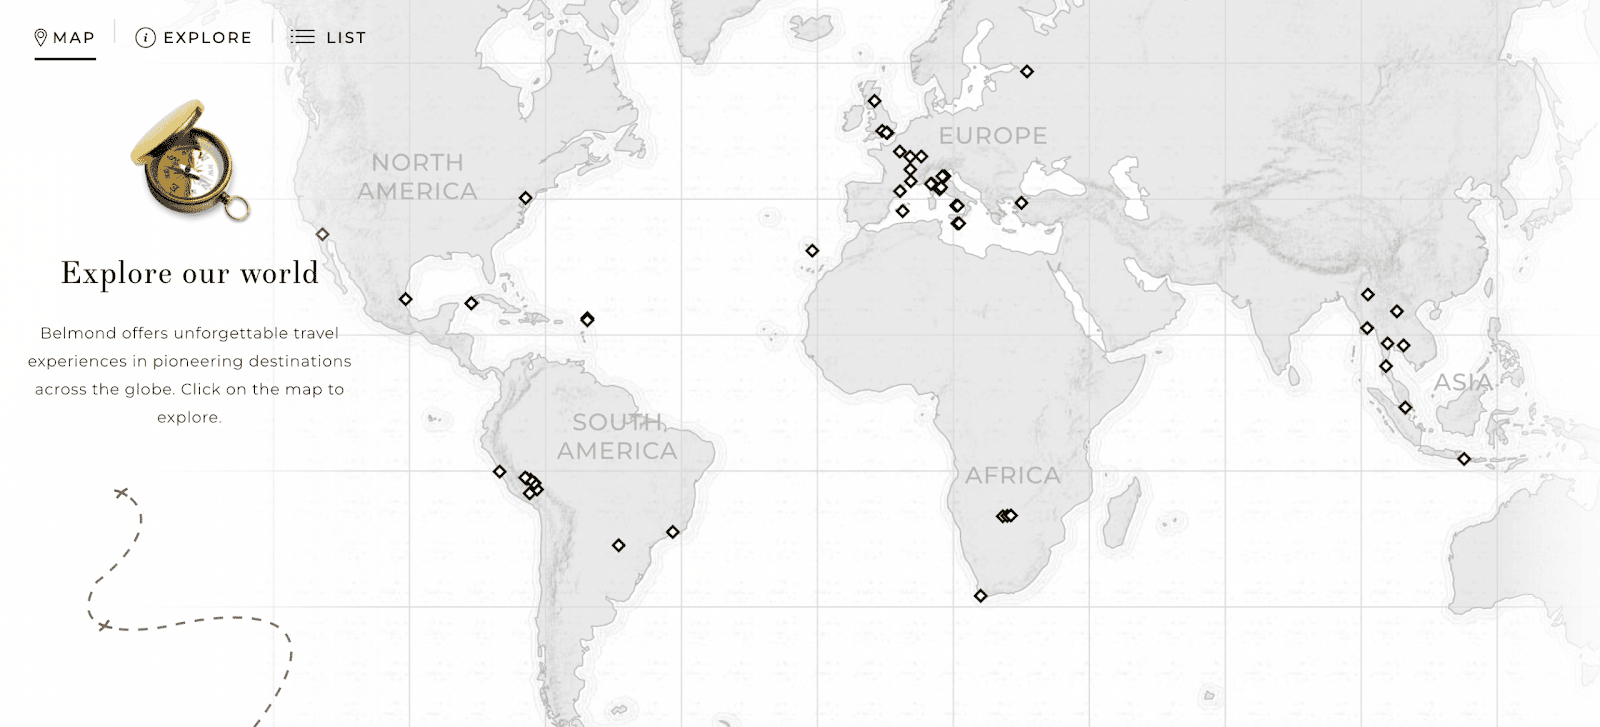 MAP
EXPLORE
LIST
Explore our world
Belmond offers unforgettable travel
experiences in pioneering destinations
across the globe. Click on the map to
explore.
NORTH
AMERICA
EUROPE
ASIA
SOUTH
AMERICA
AFRICA